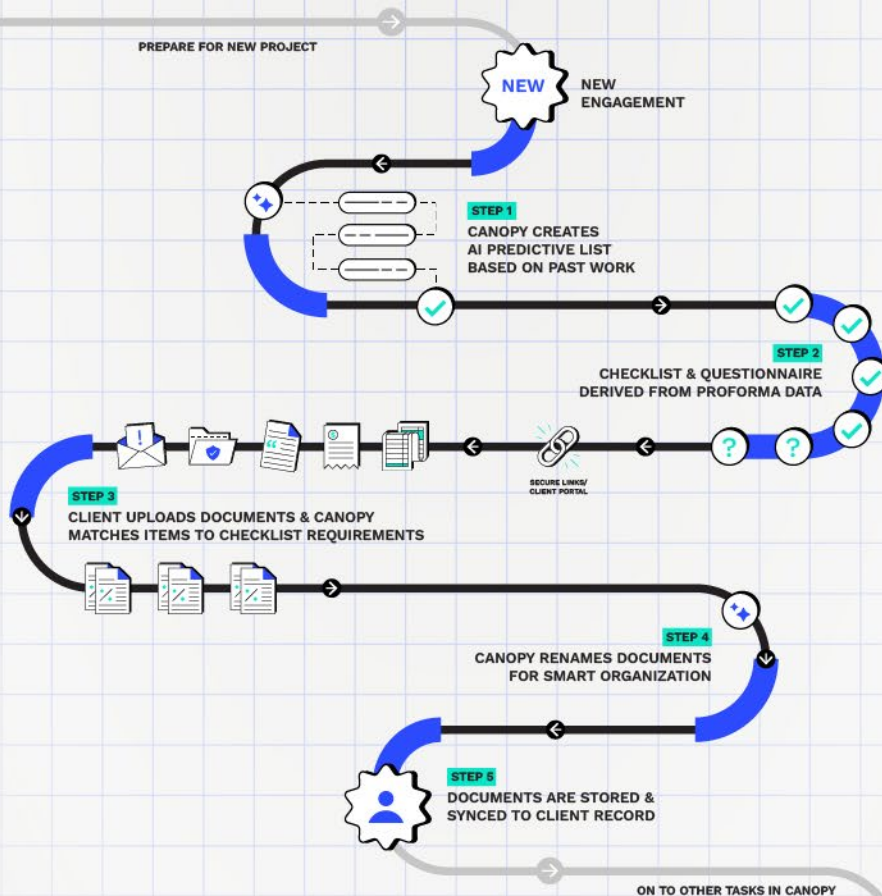 PREPARE FOR NEW PROJECT
NEW
NEW
ENGAGEMENT
STEP 1
CANOPY CREATES
AI PREDICTIVE LIST
BASED ON PAST WORK
STEP 2
CHECKLIST & QUESTIONNAIRE
DERIVED FROM PROFORMA DATA
SECURE LINKS/
CLIENT PORTAL
STEP 3
CLIENT UPLOADS DOCUMENTS & CANOPY
MATCHES ITEMS TO CHECKLIST REQUIREMENTS
STEP 4
CANOPY RENAMES DOCUMENTS
FOR SMART ORGANIZATION
STEP 5
DOCUMENTS ARE STORED &
SYNCED TO CLIENT RECORD
ON TO OTHER TASKS IN CANOPY